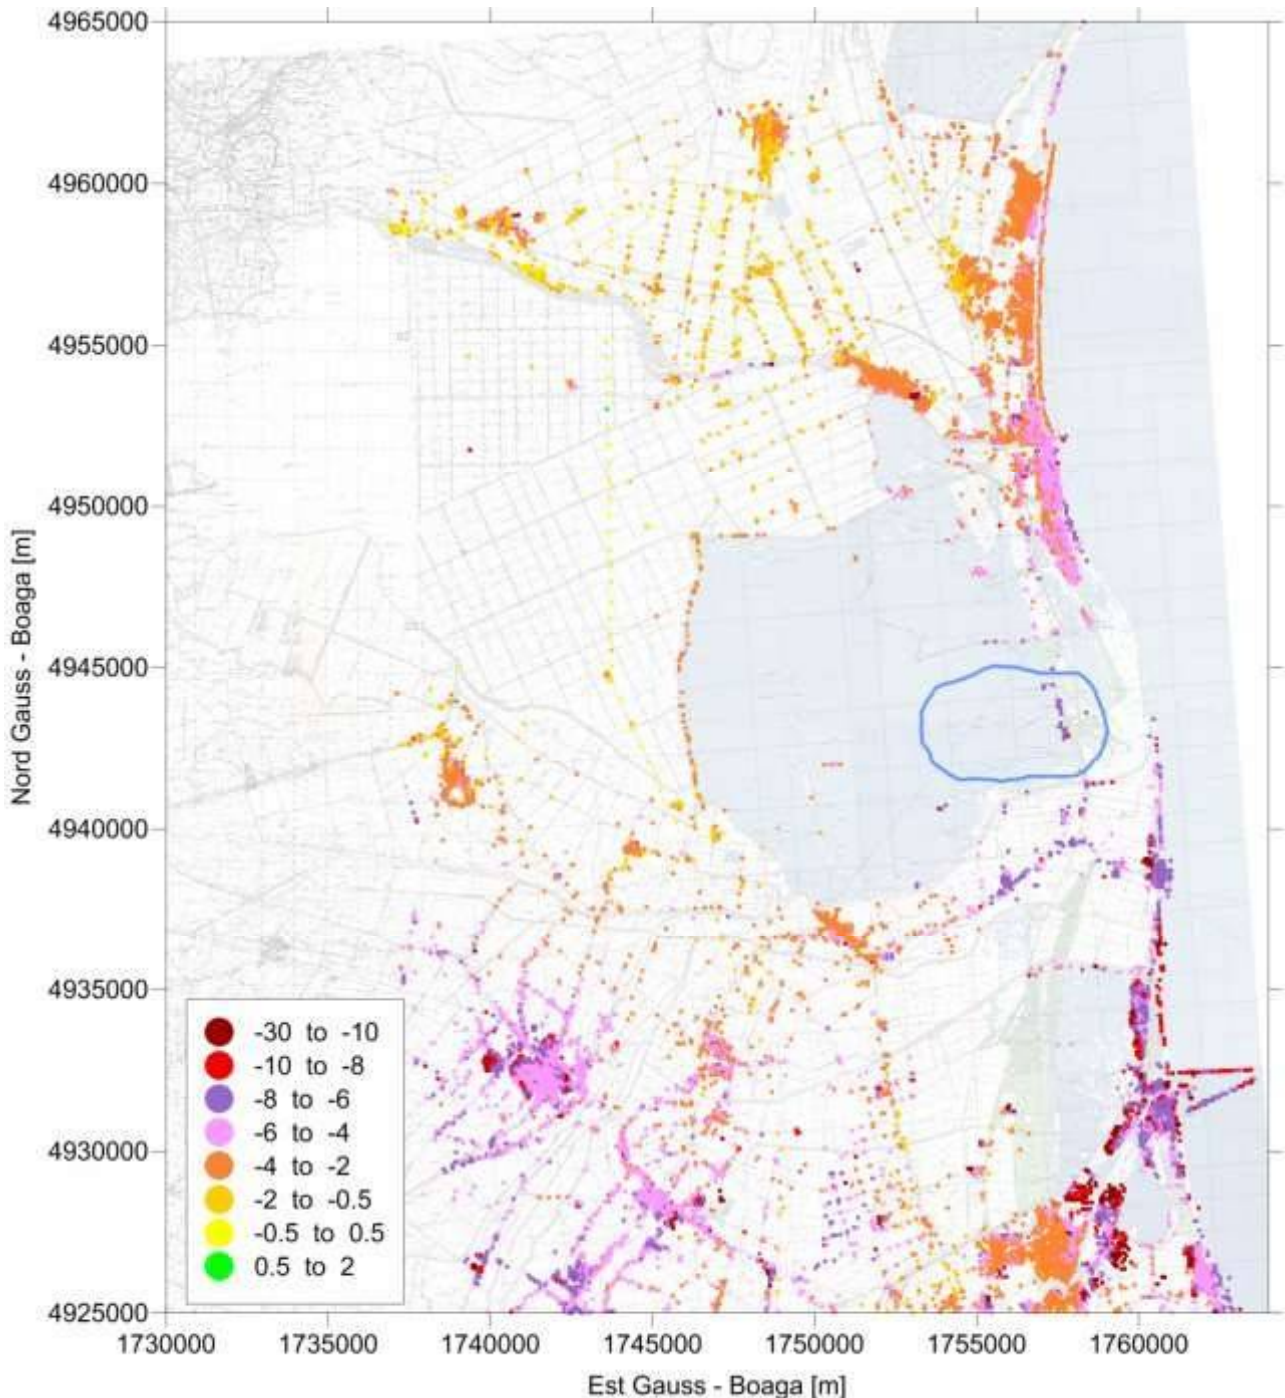 4965000
4960000
4955000
4950000
4945000
4940000
4935000
4930000
4925000
Nord Gauss - Boaga [m]
-30 to -10
-10 to -8
-8 to -6
-6 to -4
-4 to -2
-2 to -0.5
-0.5 to 0.5
0.5 to 2
1730000 1735000 1740000 1745000 1750000 1755000 1760000
Est Gauss - Boaga [m]